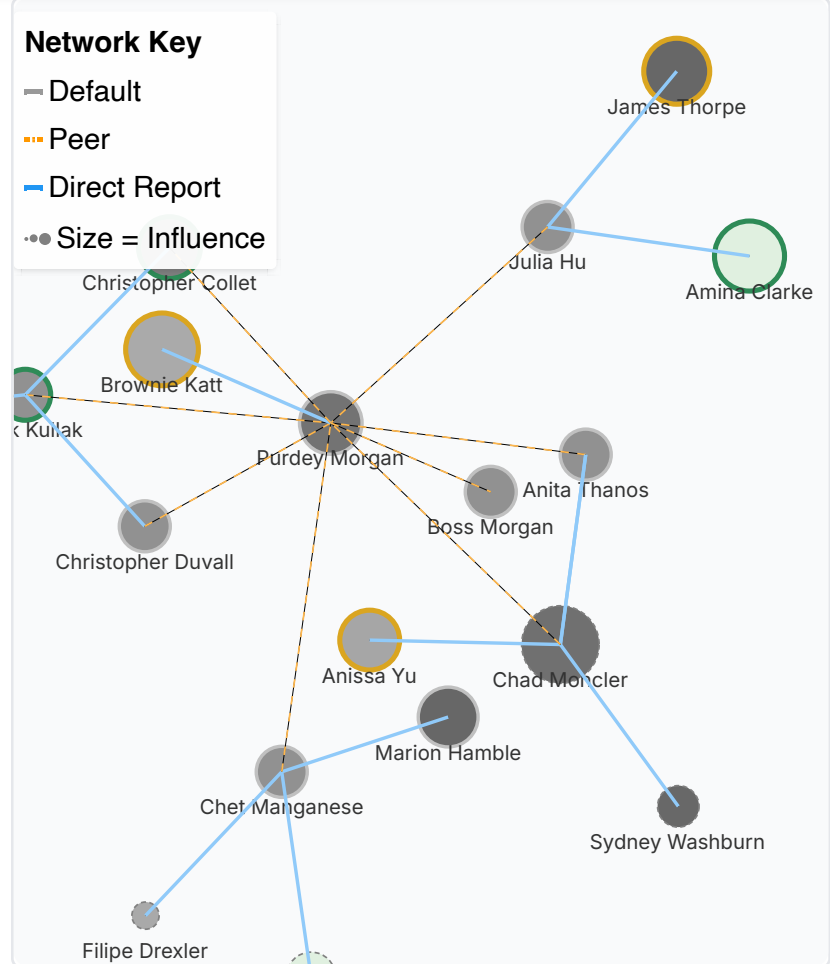 Network Key
Default
Peer
Direct Report
Size = Influence
James Thorpe
Julia Hu
Christopher Collet
Amina Clarke
Brownie Katt
k Kullak
Purdey Morgan
Anita Thanos
Boss Morgan
Christopher Duvall
Anissa Yu
Chad Moncler
Marion Hamble
Chet Manganese
Sydney Washburn
Filipe Drexler